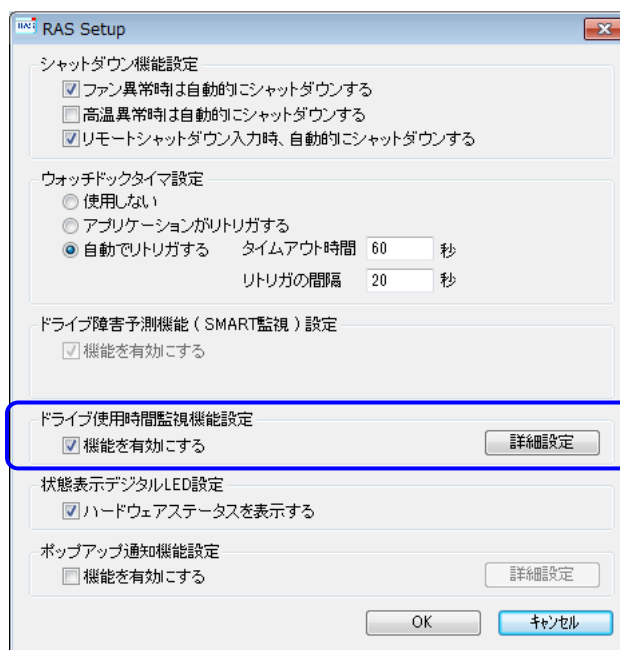 RAS Setup
シャットダウン機能設定
ファン異常時は自動的にシャットダウンする
高温異常時は自動的にシャットダウンする
リモートシャットダウン入力時、自動的にシャットダウンする
ウォッチドックタイマ設定
使用しない
アプリケーションがリトリガする
自動でリトリガする タイムアウト時間 60 秒
リトリガの間隔 20 秒
ドライブ障害予測機能 ( SMART監視 ) 設定
機能を有効にする
ドライブ使用時間監視機能設定
機能を有効にする 詳細設定
状態表示デジタルLED設定
ハードウェアステータスを表示する
ポップアップ通知機能設定
機能を有効にする 詳細設定
OK キャンセル